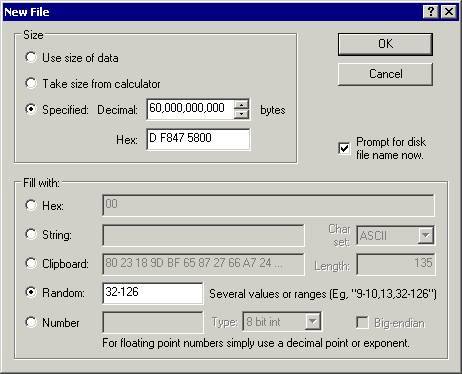 New File
Size
Use size of data
Take size from calculator
Specified: Decimal: 60,000,000,000 bytes
Hex: D F847 5800
OK
Cancel
Prompt for disk
file name now.
Fill with:
Hex: 00
String: Char set: ASCII
Clipboard: 80 23 18 9D BF 65 87 27 66 A7 24 ... Length: 135
Random: 32-126 Several values or ranges (Eg, "9-10,13,32-126")
Number Type: 8 bit int Big-endian
For floating point numbers simply use a decimal point or exponent.